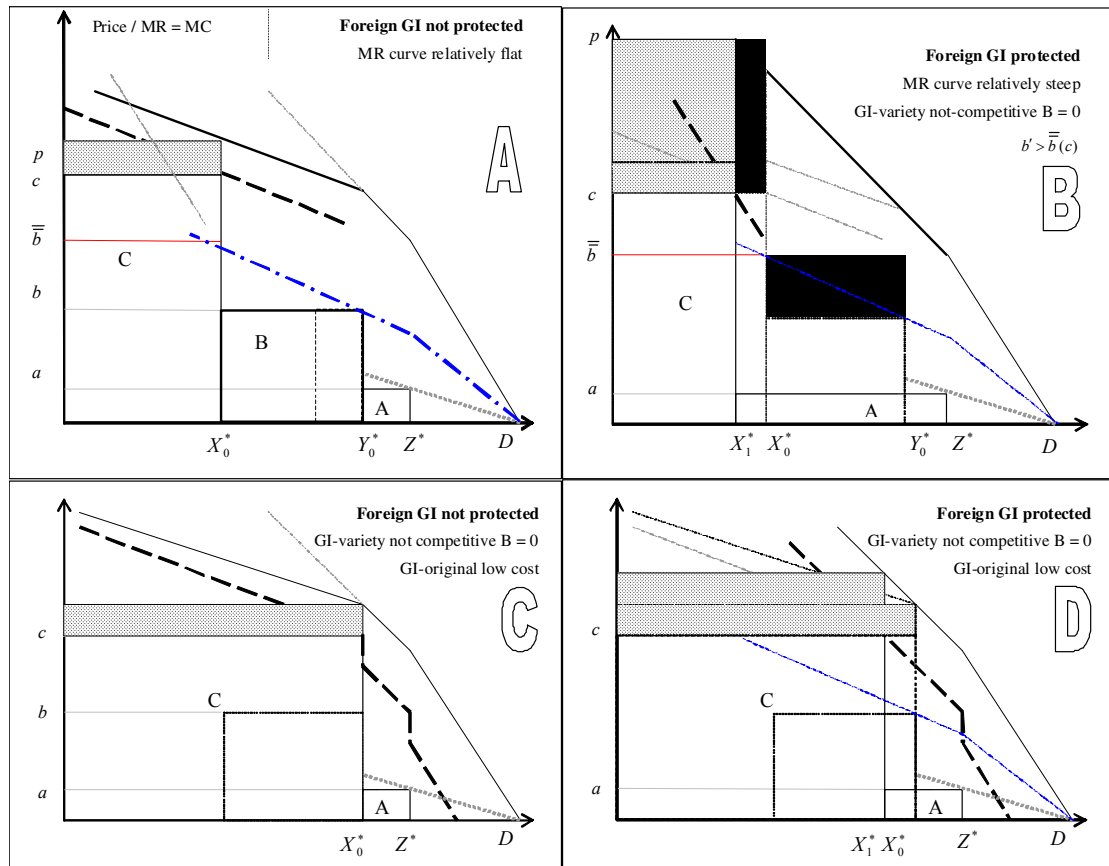 Price / MR = MC
Foreign GI not protected
MR curve relatively flat
A
p
c
b̿
b
a
C
B
A
X₀*
Y₀*
Z*
D
Foreign GI protected
MR curve relatively steep
GI-variety not-competitive B = 0
b' > b̿(c)
B
p
c
b̿
a
C
A
X₁*
X₀*
Y₀*
Z*
D
Foreign GI not protected
GI-variety not competitive B = 0
GI-original low cost
C
c
b
a
C
A
X₀*
Z*
D
Foreign GI protected
GI-variety not competitive B = 0
GI-original low cost
D
c
b
a
C
A
X₁*
X₀*
Z*
D